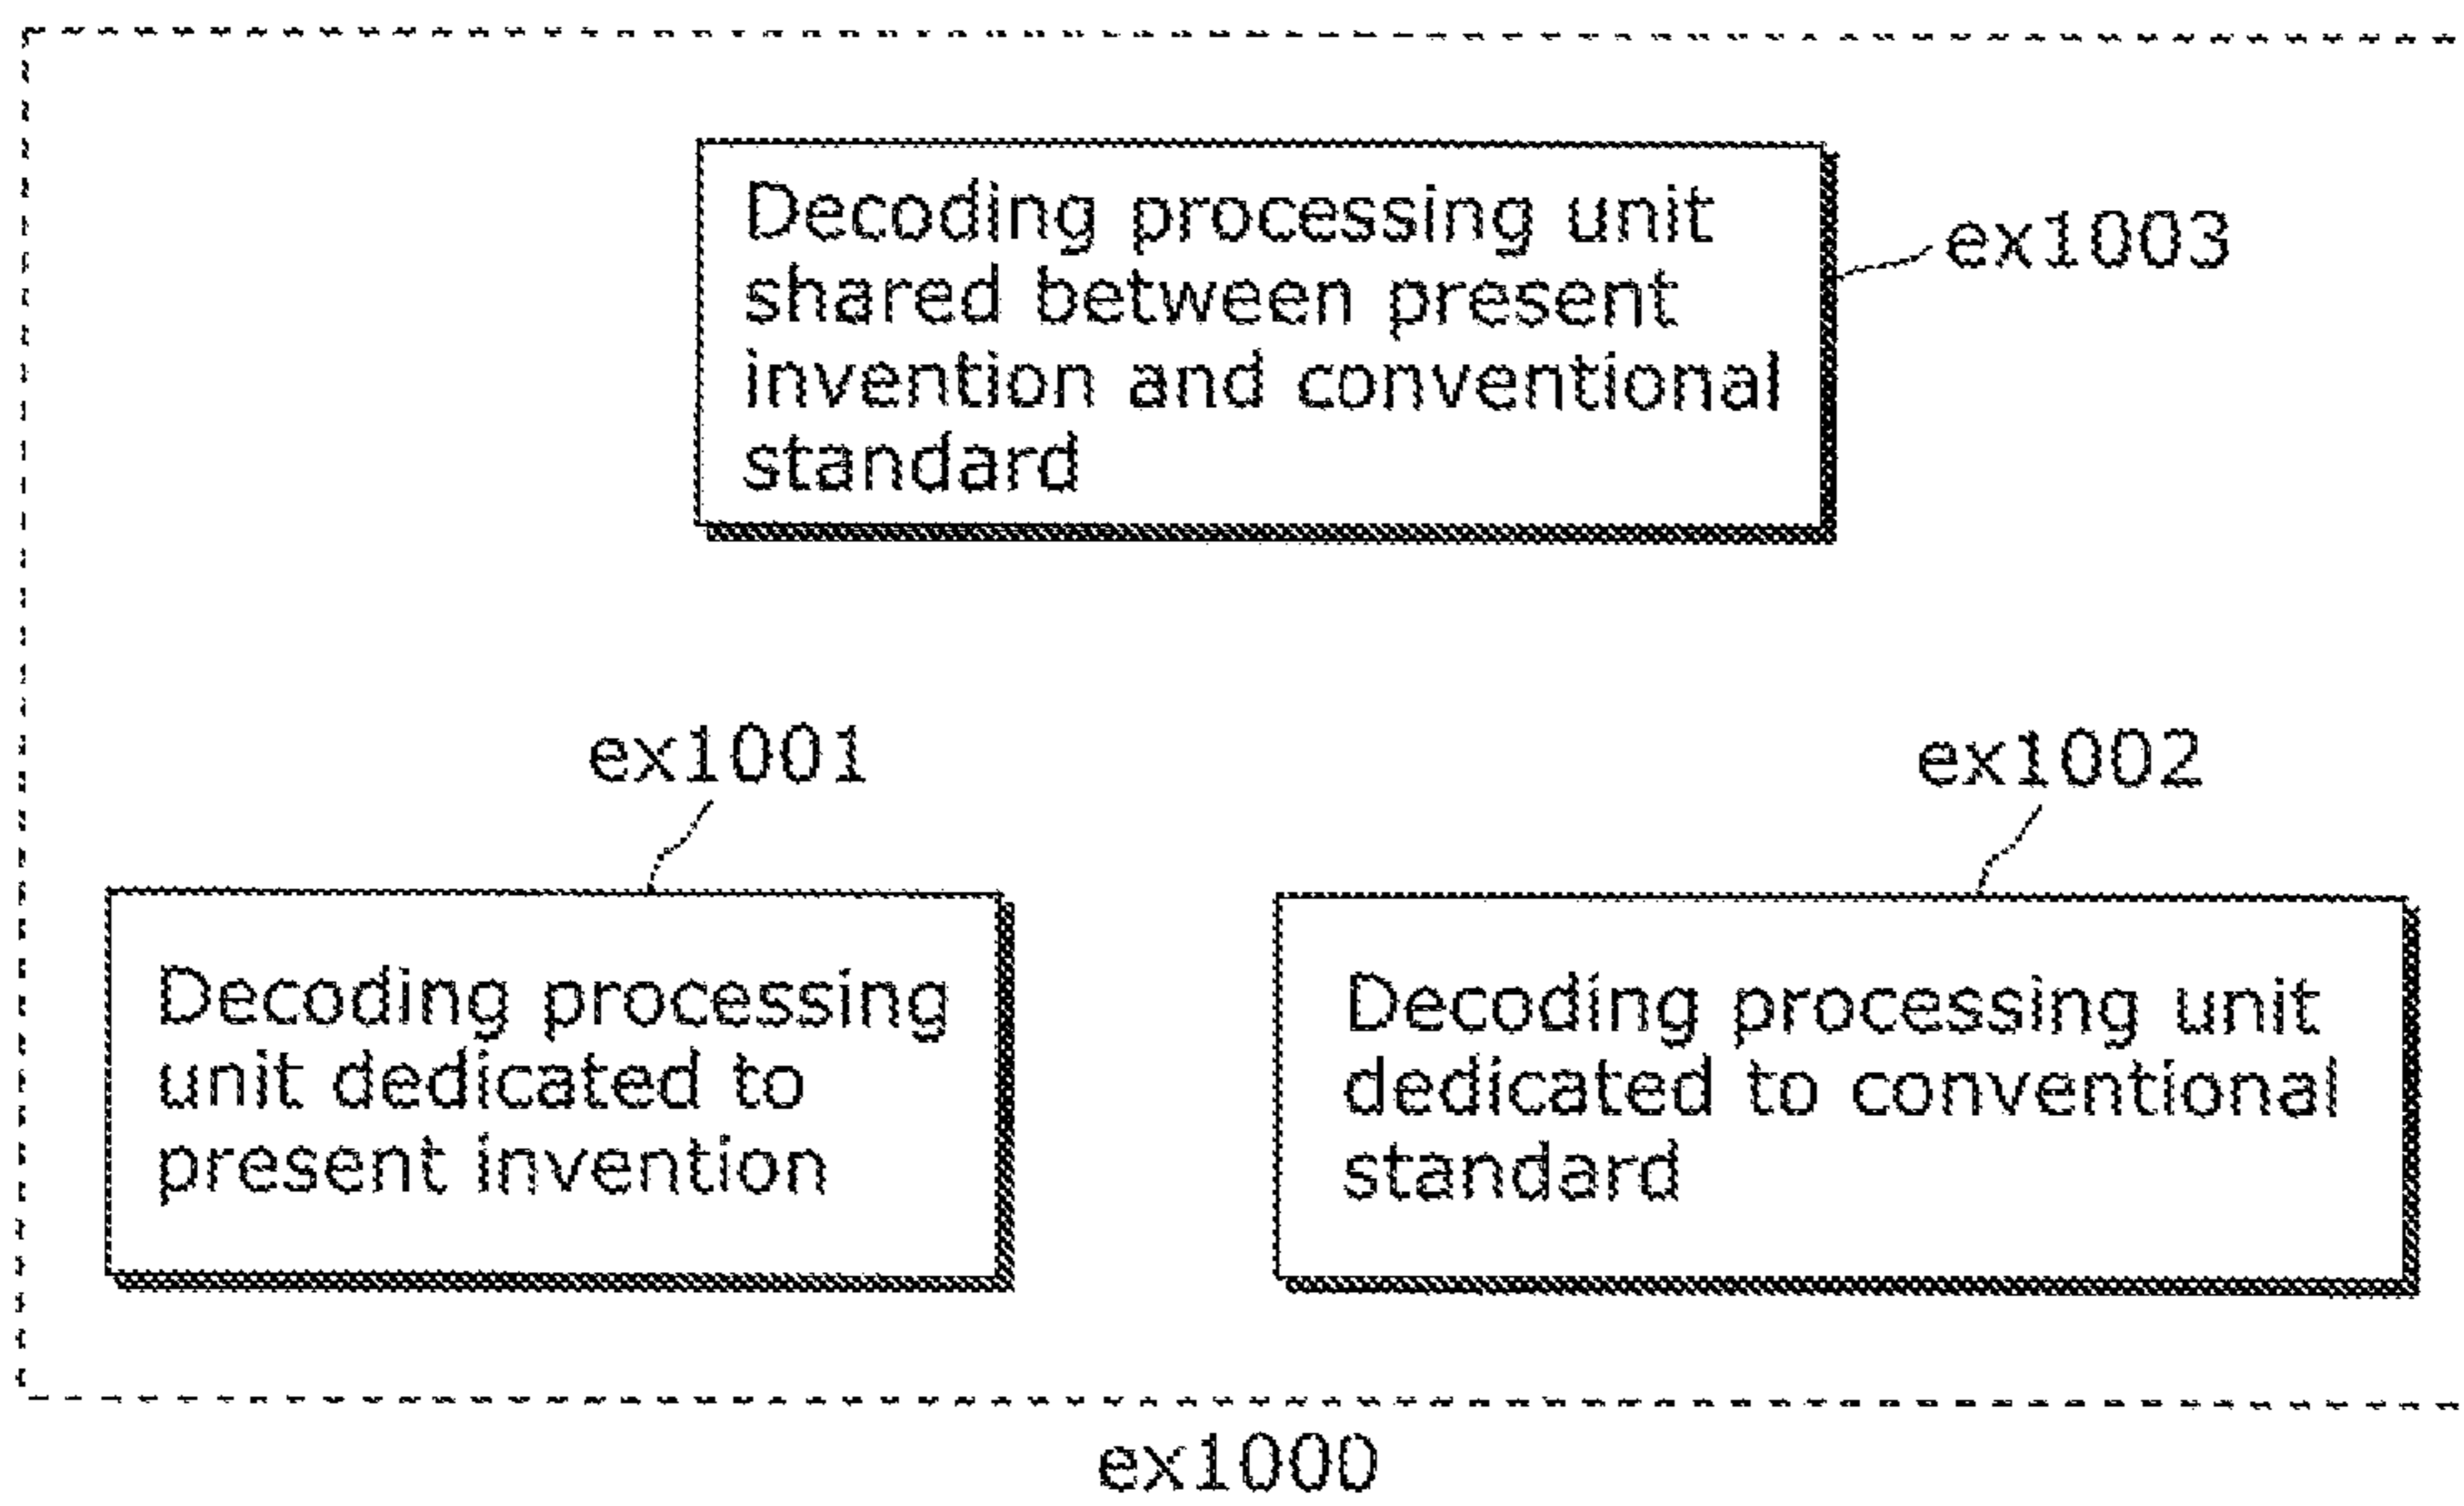 Decoding processing unit
shared between present
invention and conventional
standard
ex1003
ex1001
ex1002
Decoding processing
unit dedicated to
present invention
Decoding processing unit
dedicated to conventional
standard
ex1000